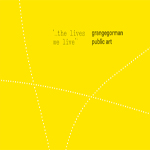 '…the lives
we live'
grangegorman
public art